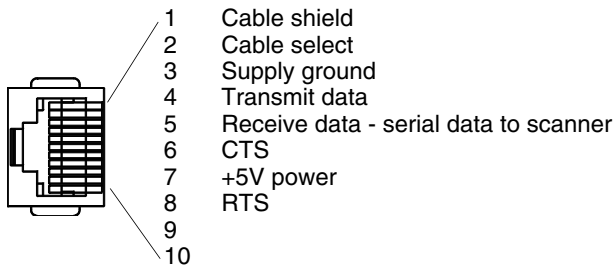 1 Cable shield
2 Cable select
3 Supply ground
4 Transmit data
5 Receive data - serial data to scanner
6 CTS
7 +5V power
8 RTS
9
10